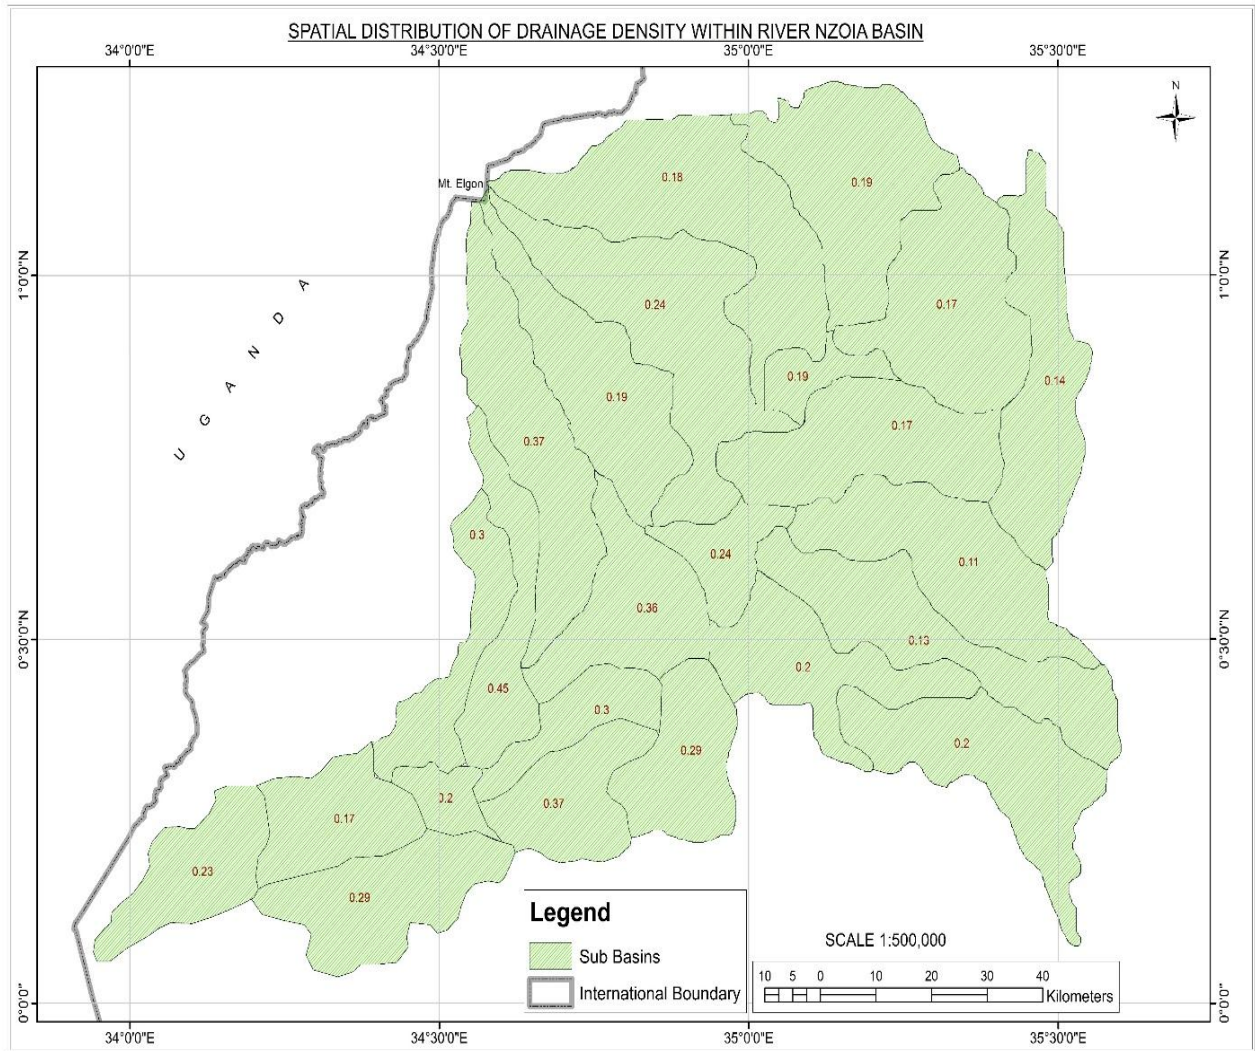 SPATIAL DISTRIBUTION OF DRAINAGE DENSITY WITHIN RIVER NZOIA BASIN
34°0'0"E 34°30'0"E 35°0'0"E 35°30'0"E
N
Mt. Elgon
0.18
0.19
1°0'0"N
1°0'0"N
UGANDA
0.24
0.17
0.19
0.14
0.19
0.17
0.37
0.3
0.24
0.11
0.36
0°30'0"N
0°30'0"N
0.13
0.2
0.45
0.3
0.29
0.2
0.2
0.37
0.17
0.23
0.29
Legend
Sub Basins
International Boundary
SCALE 1:500,000
10 5 0 10 20 30 40
Kilometers
0°0'0"
0°0'0"
34°0'0"E 34°30'0"E 35°0'0"E 35°30'0"E